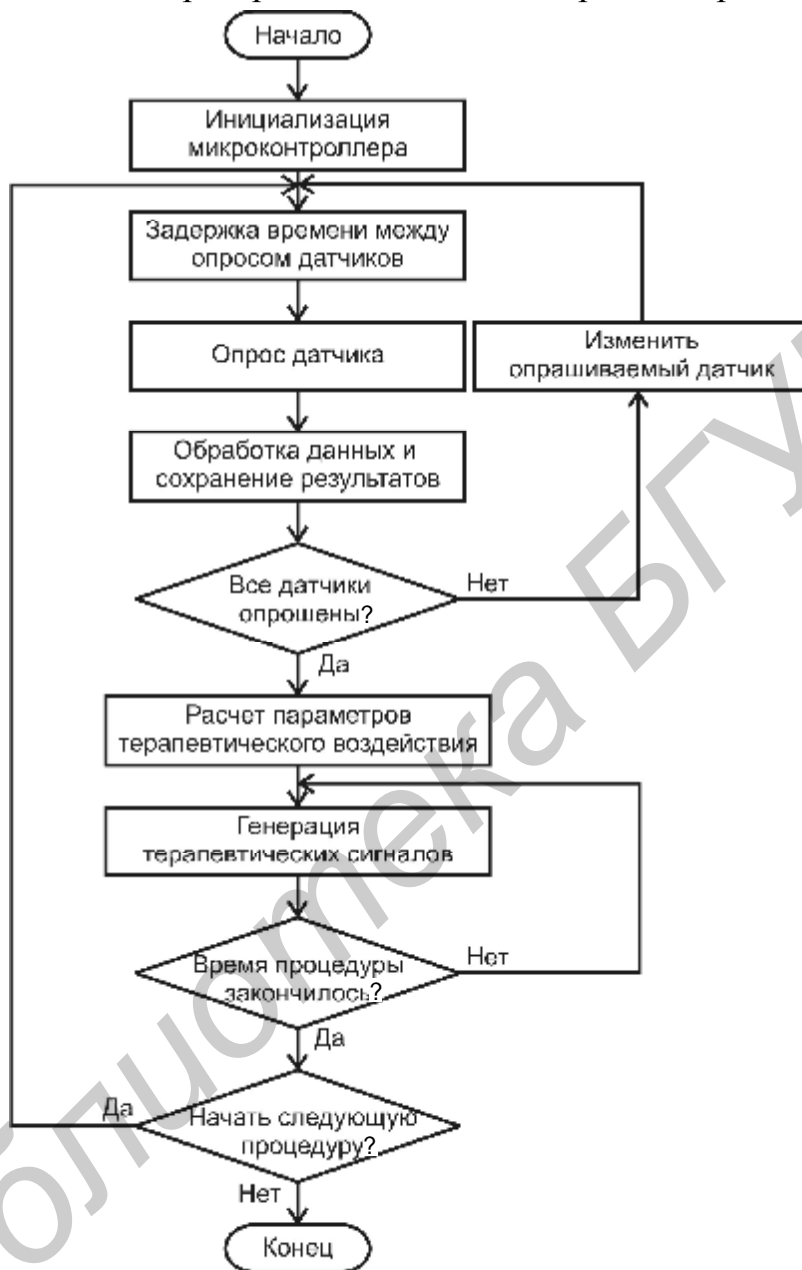 Начало
Инициализация
микроконтроллера
Задержка времени между
опросом датчиков
Опрос датчика
Изменить
опрашиваемый датчик
Обработка данных и
сохранение результатов
Все датчики
опрошены?
Нет
Да
Расчет параметров
терапевтического воздействия
Генерация
терапевтических сигналов
Время процедуры
закончилось?
Нет
Да
Начать следующую
процедуру?
Да
Нет
Конец